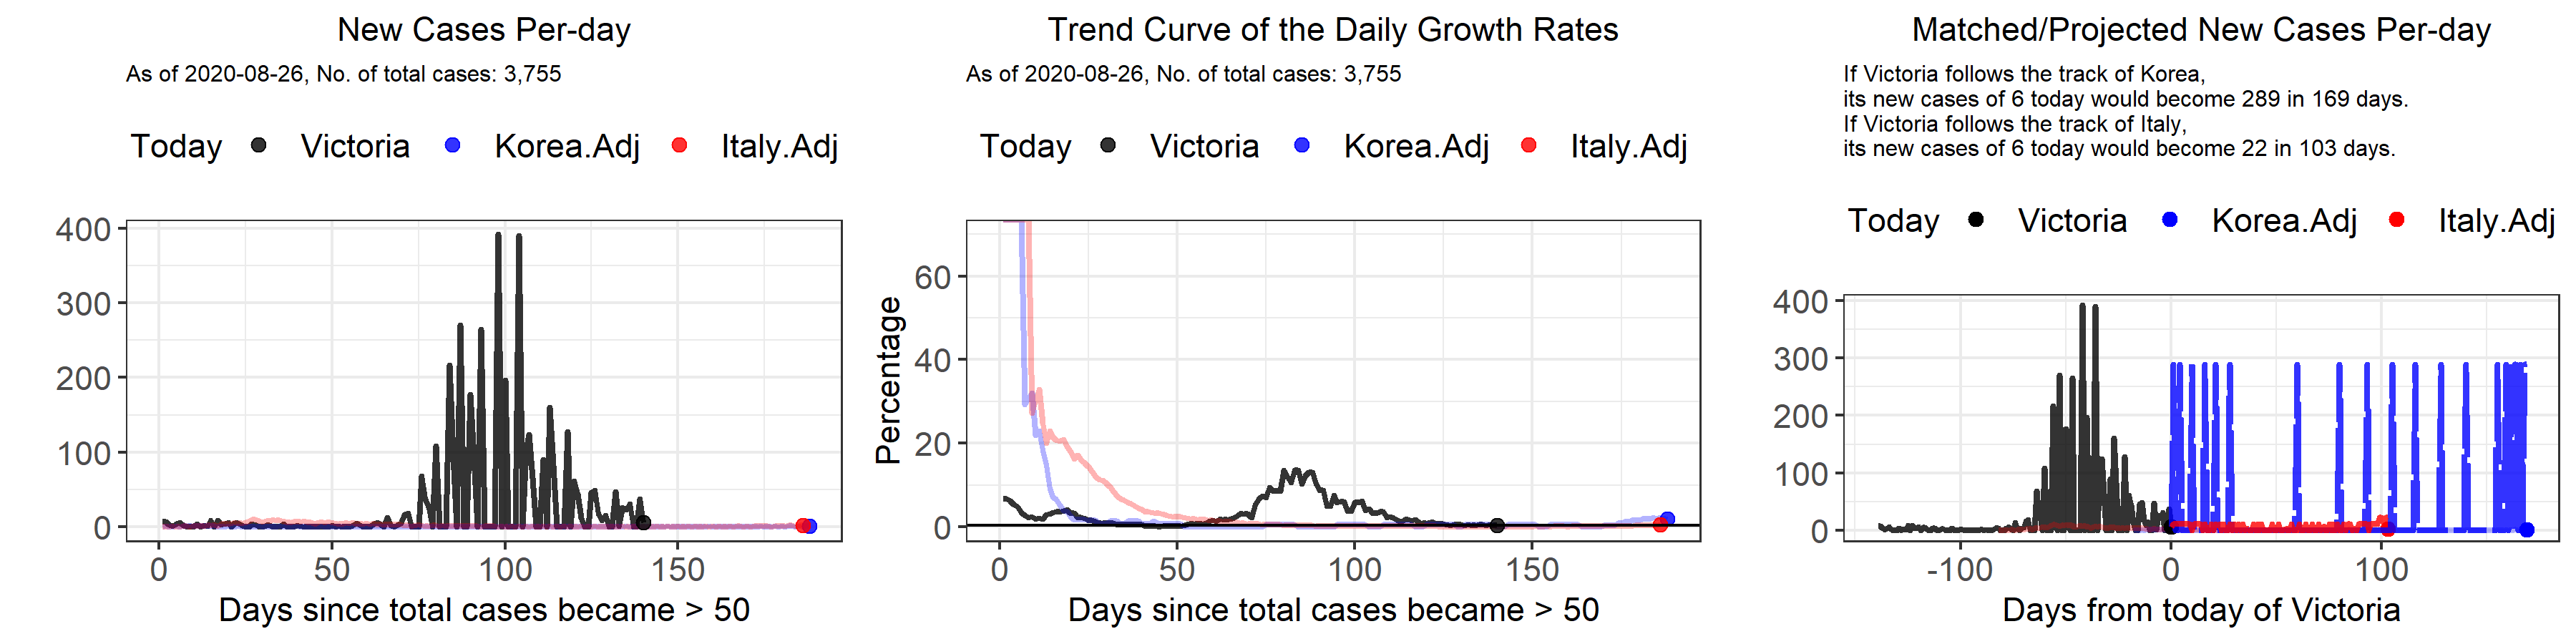 New Cases Per-day
As of 2020-08-26, No. of total cases: 3,755
Today Victoria Korea.Adj Italy.Adj
400
300
200
100
0
0 50 100 150
Days since total cases became > 50
Trend Curve of the Daily Growth Rates
As of 2020-08-26, No. of total cases: 3,755
Today Victoria Korea.Adj Italy.Adj
Percentage
60
40
20
0
0 50 100 150
Days since total cases became > 50
Matched/Projected New Cases Per-day
If Victoria follows the track of Korea,
its new cases of 6 today would become 289 in 169 days.
If Victoria follows the track of Italy,
its new cases of 6 today would become 22 in 103 days.
Today Victoria Korea.Adj Italy.Adj
400
300
200
100
0
-100 0 100
Days from today of Victoria